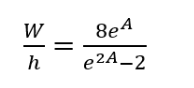 W/h = 8e^A / (e^{2A} − 2)